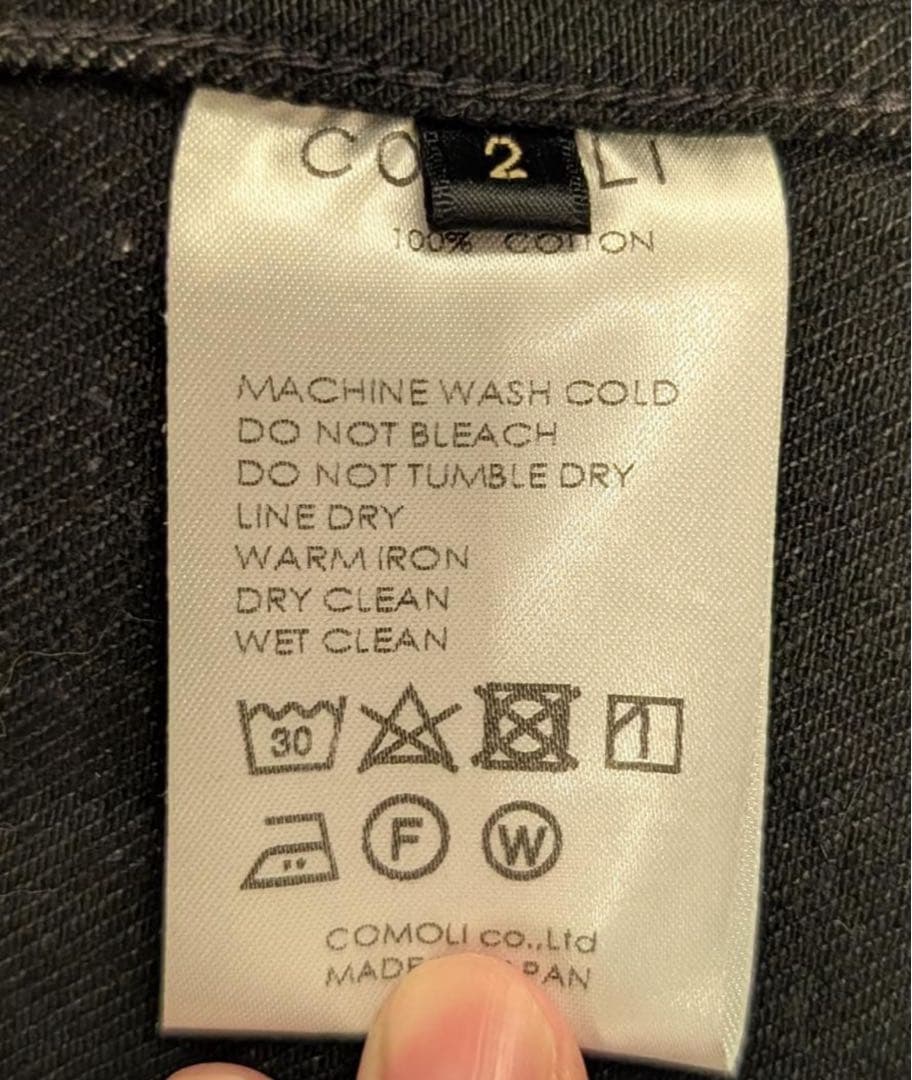 2
100% COTTON
MACHINE WASH COLD
DO NOT BLEACH
DO NOT TUMBLE DRY
LINE DRY
WARM IRON
DRY CLEAN
WET CLEAN
30
F W
COMOLI co.,Ltd